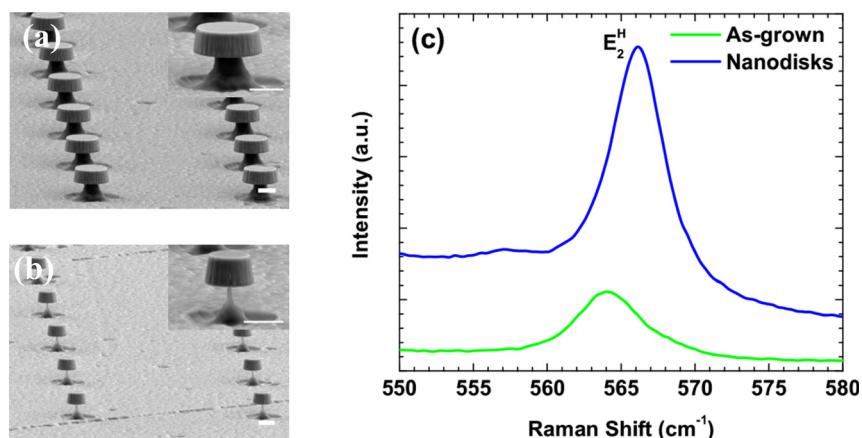 (a)
(b)
(c)
E₂ᴴ
As-grown
Nanodisks
Intensity (a.u.)
550 555 560 565 570 575 580
Raman Shift (cm⁻¹)